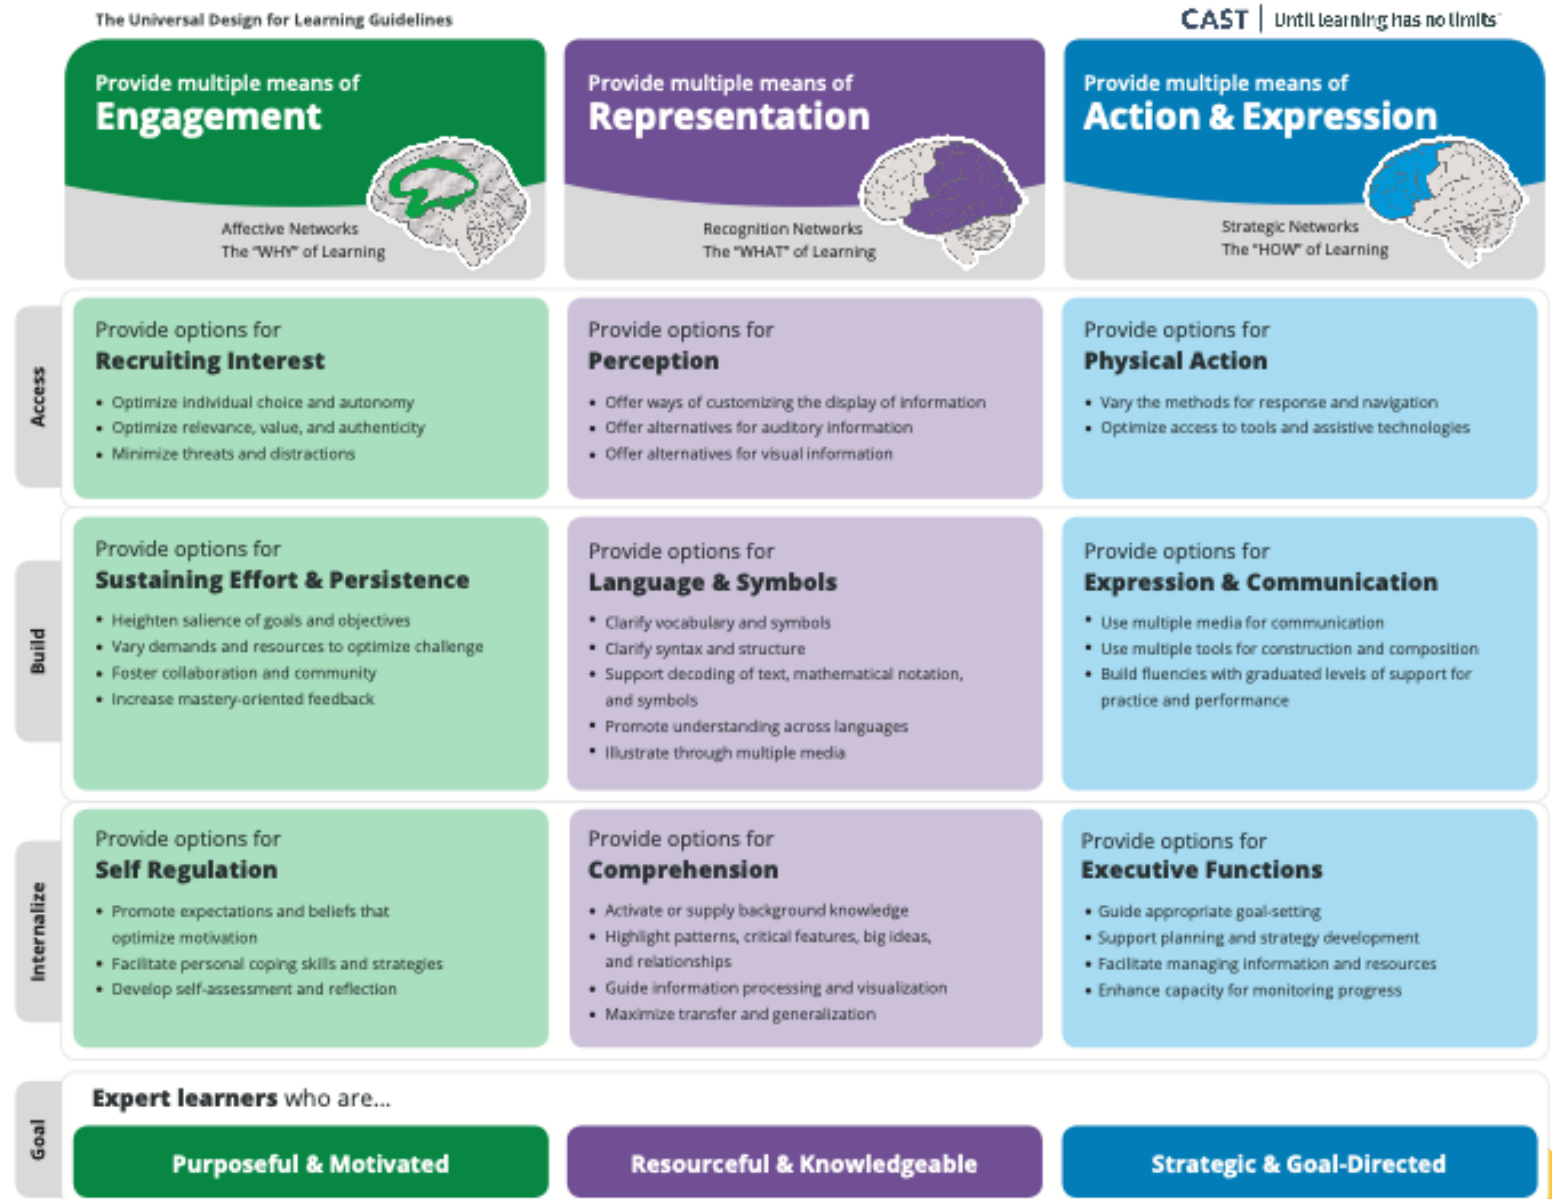 The Universal Design for Learning Guidelines
CAST | Until learning has no limits™
Provide multiple means of
Engagement
Affective Networks
The "WHY" of Learning
Provide multiple means of
Representation
Recognition Networks
The "WHAT" of Learning
Provide multiple means of
Action & Expression
Strategic Networks
The "HOW" of Learning
Access
Provide options for
Recruiting Interest
• Optimize individual choice and autonomy
• Optimize relevance, value, and authenticity
• Minimize threats and distractions
Provide options for
Perception
• Offer ways of customizing the display of information
• Offer alternatives for auditory information
• Offer alternatives for visual information
Provide options for
Physical Action
• Vary the methods for response and navigation
• Optimize access to tools and assistive technologies
Build
Provide options for
Sustaining Effort & Persistence
• Heighten salience of goals and objectives
• Vary demands and resources to optimize challenge
• Foster collaboration and community
• Increase mastery-oriented feedback
Provide options for
Language & Symbols
• Clarify vocabulary and symbols
• Clarify syntax and structure
• Support decoding of text, mathematical notation,
and symbols
• Promote understanding across languages
• Illustrate through multiple media
Provide options for
Expression & Communication
• Use multiple media for communication
• Use multiple tools for construction and composition
• Build fluencies with graduated levels of support for
practice and performance
Internalize
Provide options for
Self Regulation
• Promote expectations and beliefs that
optimize motivation
• Facilitate personal coping skills and strategies
• Develop self-assessment and reflection
Provide options for
Comprehension
• Activate or supply background knowledge
• Highlight patterns, critical features, big ideas,
and relationships
• Guide information processing and visualization
• Maximize transfer and generalization
Provide options for
Executive Functions
• Guide appropriate goal-setting
• Support planning and strategy development
• Facilitate managing information and resources
• Enhance capacity for monitoring progress
Goal
Expert learners who are...
Purposeful & Motivated
Resourceful & Knowledgeable
Strategic & Goal-Directed